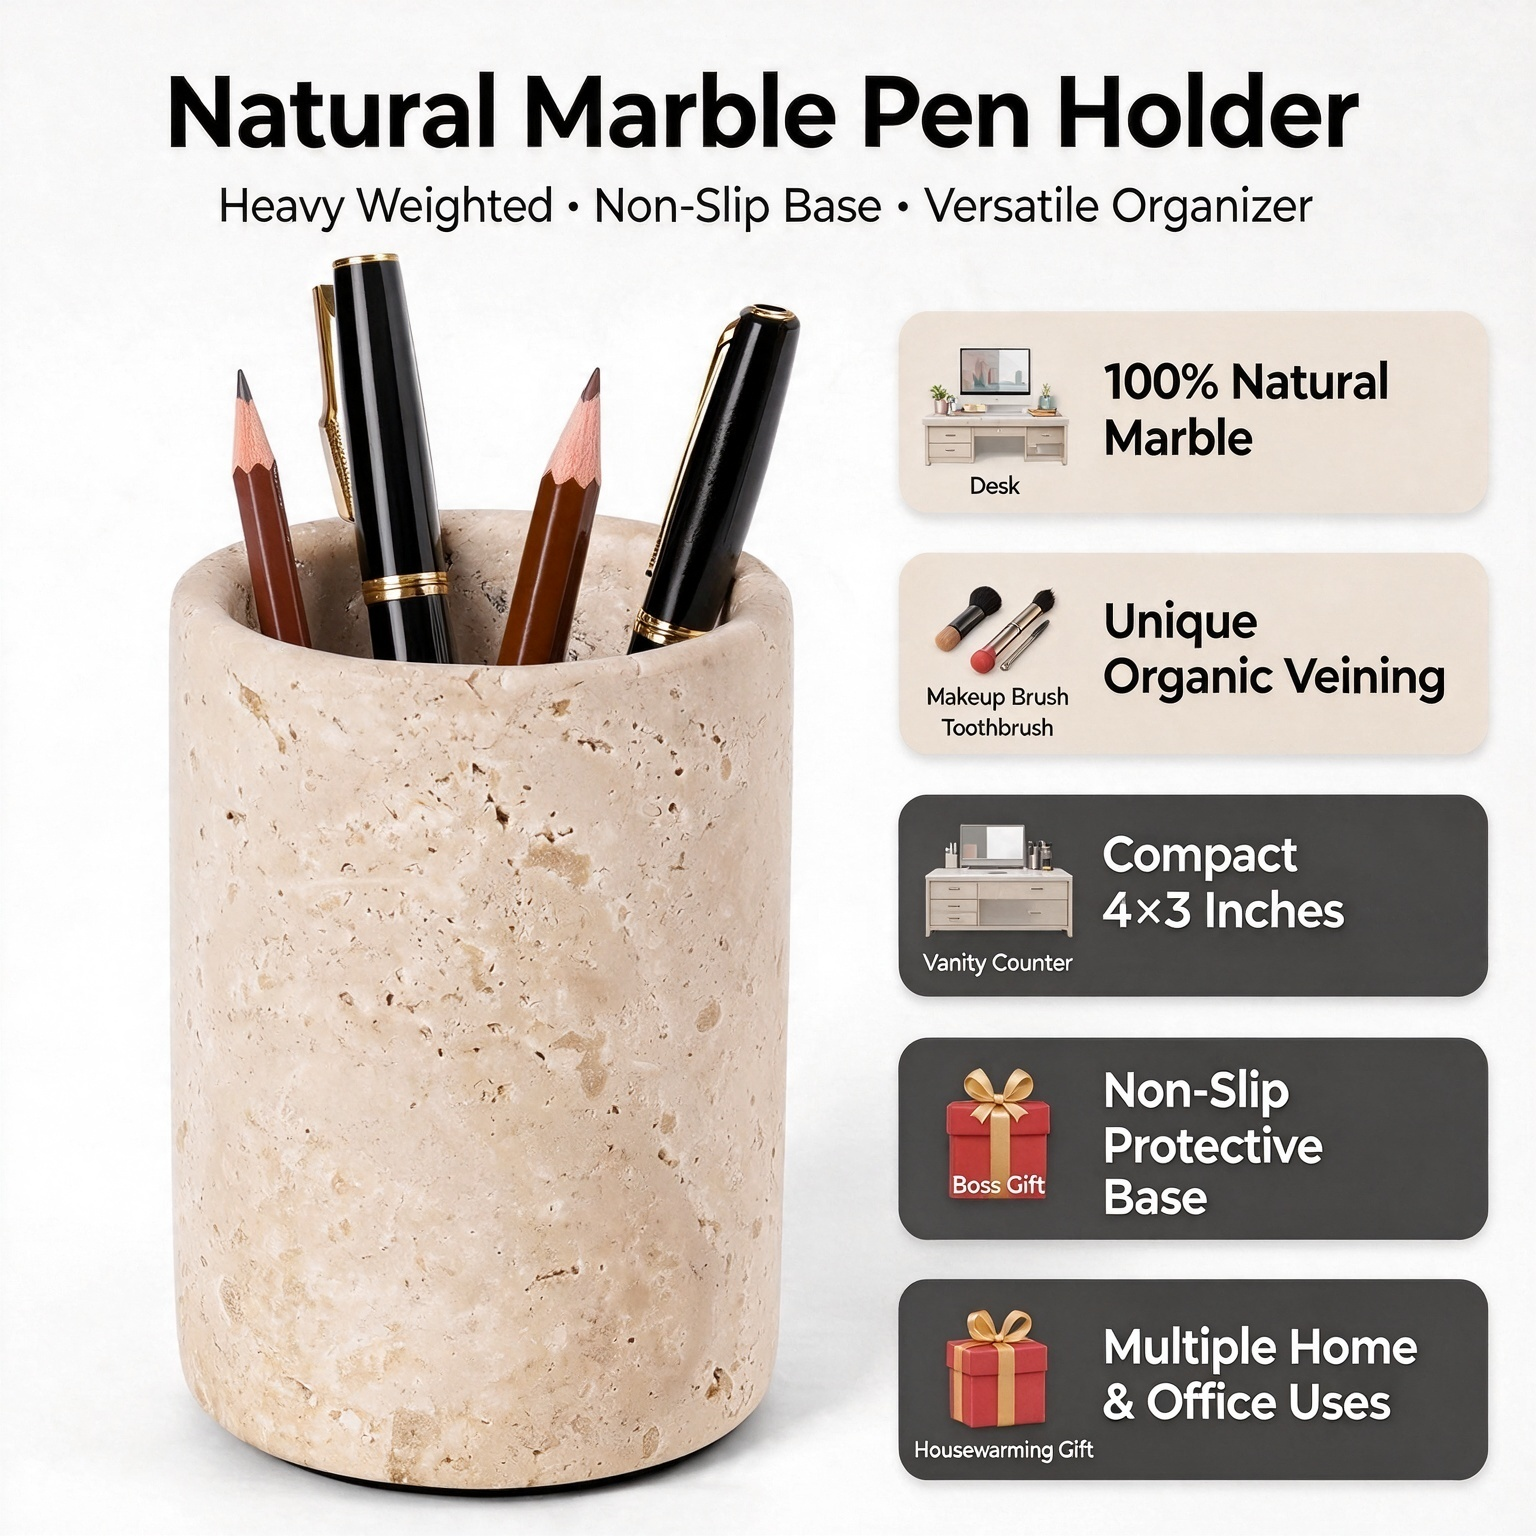 Natural Marble Pen Holder
Heavy Weighted • Non-Slip Base • Versatile Organizer
Desk
100% Natural
Marble
Makeup Brush
Toothbrush
Unique
Organic Veining
Vanity Counter
Compact
4×3 Inches
Boss Gift
Non-Slip
Protective
Base
Housewarming Gift
Multiple Home
& Office Uses